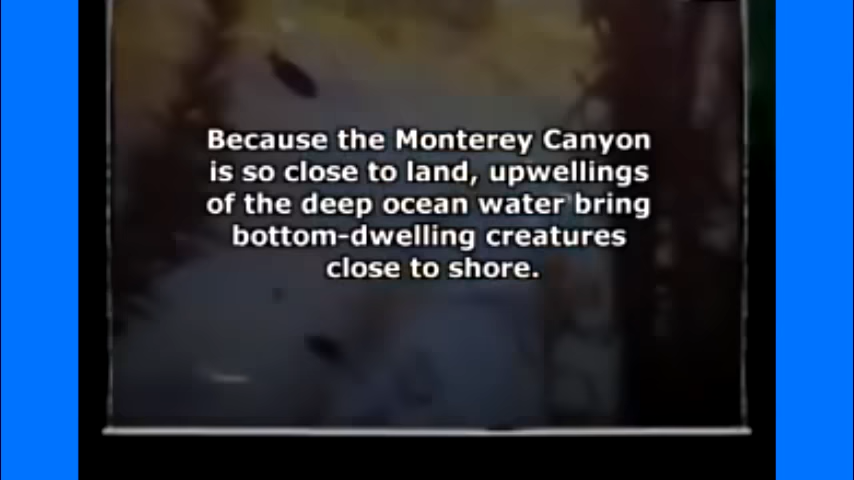 Because the Monterey Canyon
is so close to land, upwellings
of the deep ocean water bring
bottom-dwelling creatures
close to shore.